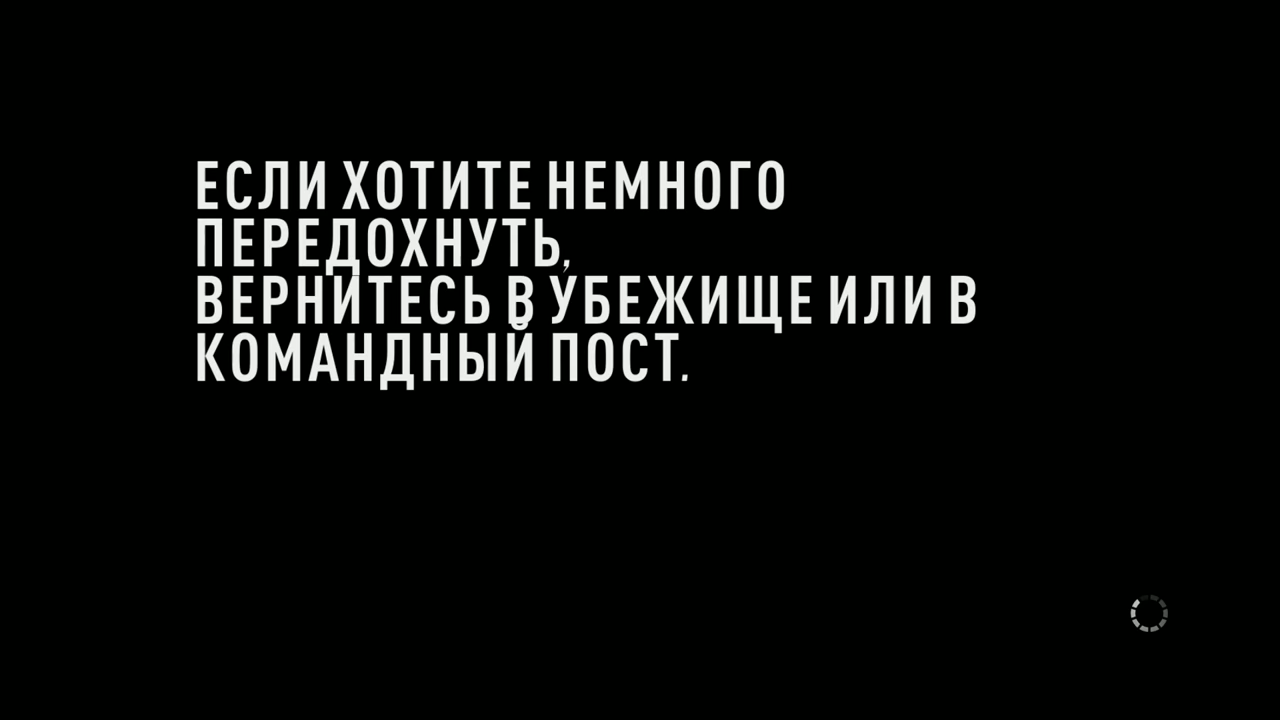 ЕСЛИ ХОТИТЕ НЕМНОГО
ПЕРЕДОХНУТЬ,
ВЕРНИТЕСЬ В УБЕЖИЩЕ ИЛИ В
КОМАНДНЫЙ ПОСТ.